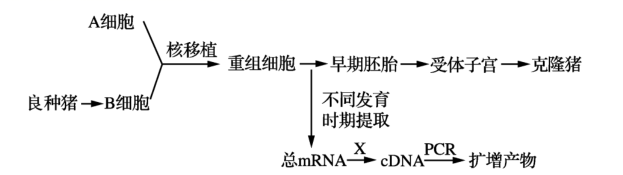 A细胞
核移植
重组细胞
早期胚胎
受体子宫
克隆猪
良种猪
B细胞
不同发育
时期提取
总mRNA
X
cDNA
PCR
扩增产物